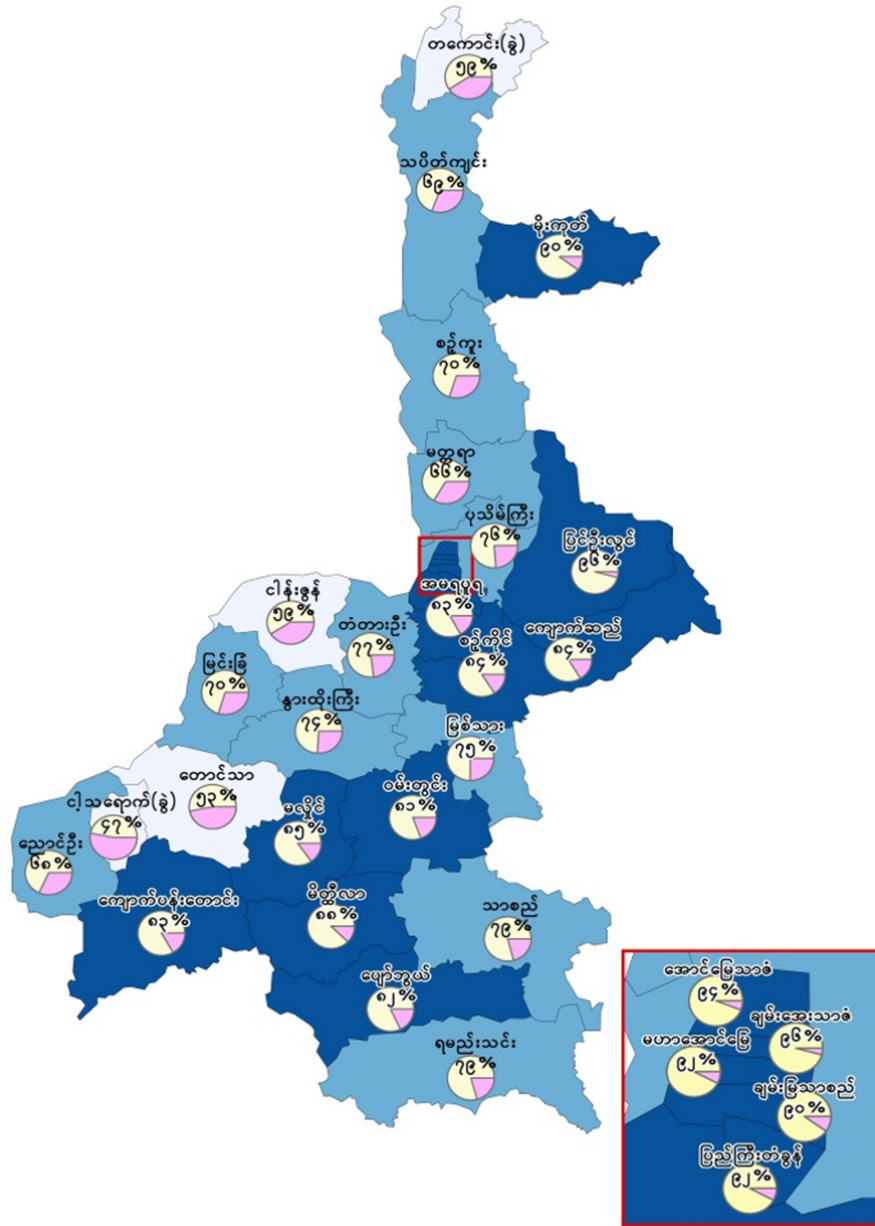 တကောင်း(ခွဲ)
၅၉%
သပိတ်ကျင်း
၆၉%
မိုးကုတ်
၉၀%
စဉ့်ကူး
၇၀%
မတ္တရာ
၆၆%
ပုသိမ်ကြီး
၇၆%
ပြင်ဦးလွင်
၉၆%
အမရပူရ
၈၃%
ငါန်းဇွန်
၅၉%
တံတားဦး
၇၇%
စဉ့်ကိုင်
၈၄%
ကျောက်ဆည်
၈၄%
မြင်းခြံ
၇၀%
နွားထိုးကြီး
၇၄%
မြစ်သား
၇၅%
တောင်သာ
၅၃%
ဝမ်းတွင်း
၈၁%
ငါ့သရောက်(ခွဲ)
၄၇%
မလှိုင်
၈၅%
ညောင်ဦး
၆၈%
ကျောက်ပန်းတောင်း
၈၃%
မိတ္ထီလာ
၈၈%
သာစည်
၇၉%
ပျော်ဘွယ်
၈၂%
ရမည်းသင်း
၇၉%
အောင်မြေသာဇံ
၉၄%
ချမ်းအေးသာဇံ
၉၆%
မဟာအောင်မြေ
၉၂%
ချမ်းမြသာစည်
၉၀%
ပြည်ကြီးတံခွန်
၉၂%